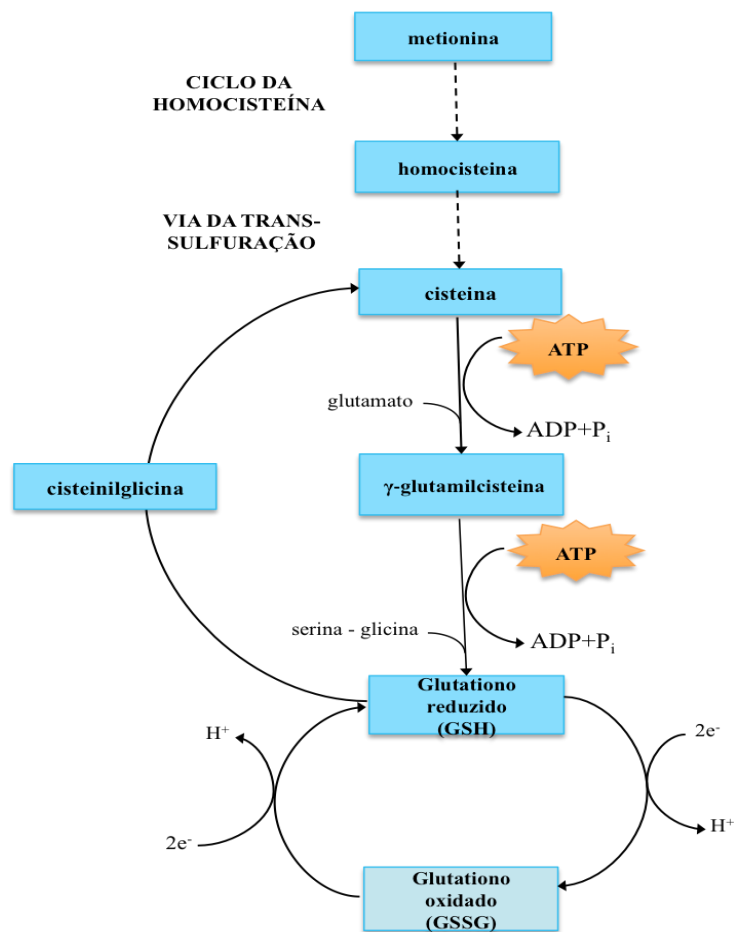 metionina
CICLO DA
HOMOCISTEÍNA
homocisteina
VIA DA TRANS-
SULFURAÇÃO
cisteina
ATP
glutamato
ADP+Pi
cisteinilglicina
γ-glutamilcisteina
ATP
serina - glicina
ADP+Pi
Glutationo
reduzido
(GSH)
H+
2e-
2e-
H+
Glutationo
oxidado
(GSSG)